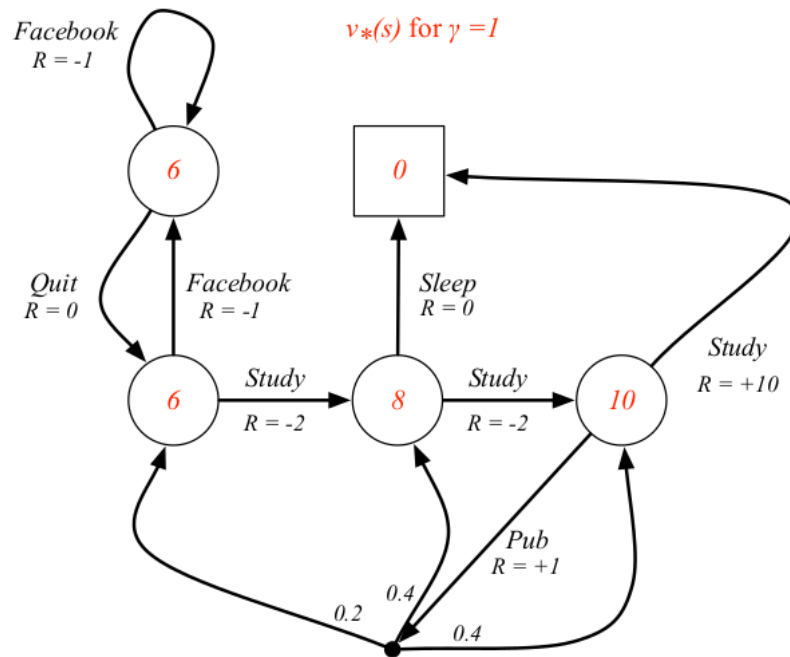 Facebook
R = -1
v*(s) for γ =1
6
0
Quit
R = 0
Facebook
R = -1
Sleep
R = 0
Study
R = +10
6
Study
R = -2
8
Study
R = -2
10
Pub
R = +1
0.2
0.4
0.4